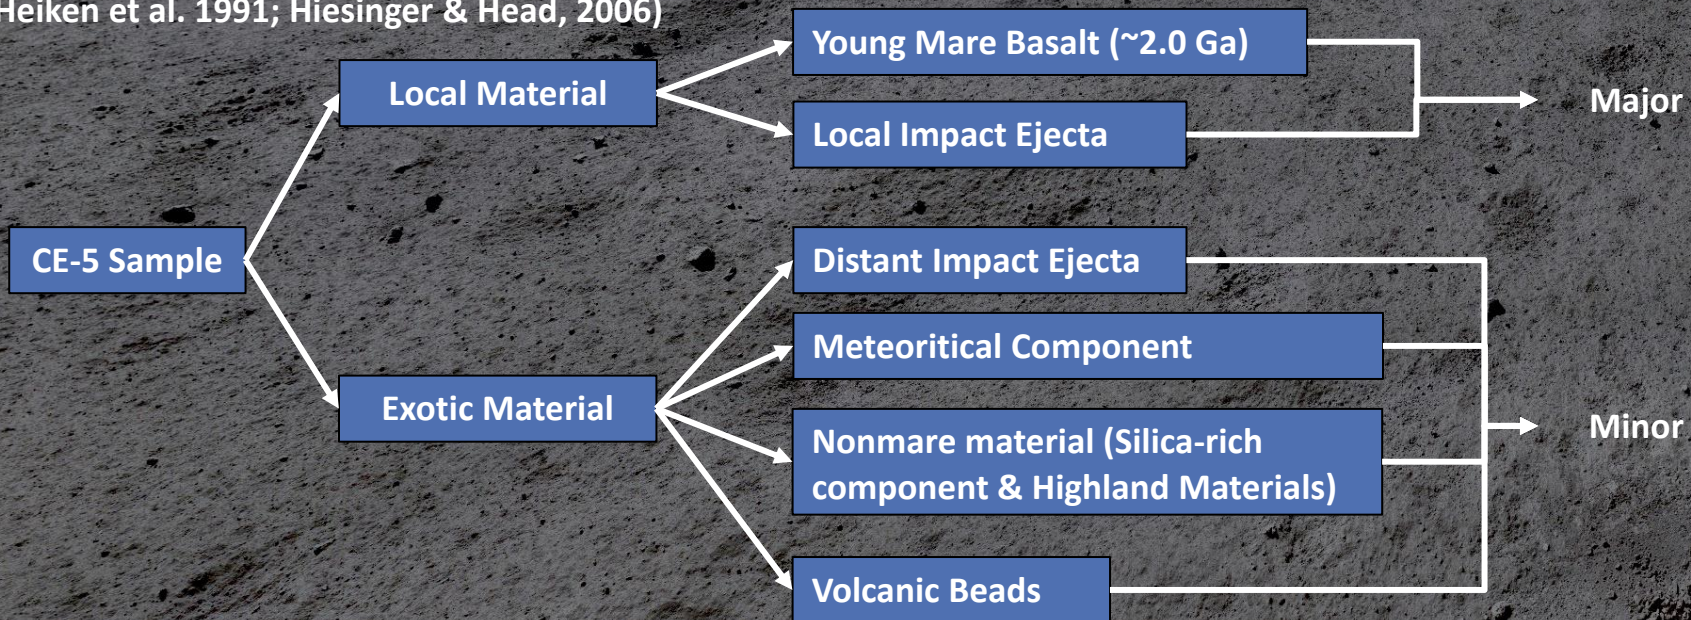 Heiken et al. 1991; Hiesinger & Head, 2006)
Young Mare Basalt (~2.0 Ga)
Local Material
Major
Local Impact Ejecta
CE-5 Sample
Distant Impact Ejecta
Meteoritical Component
Exotic Material
Nonmare material (Silica-rich
component & Highland Materials)
Minor
Volcanic Beads